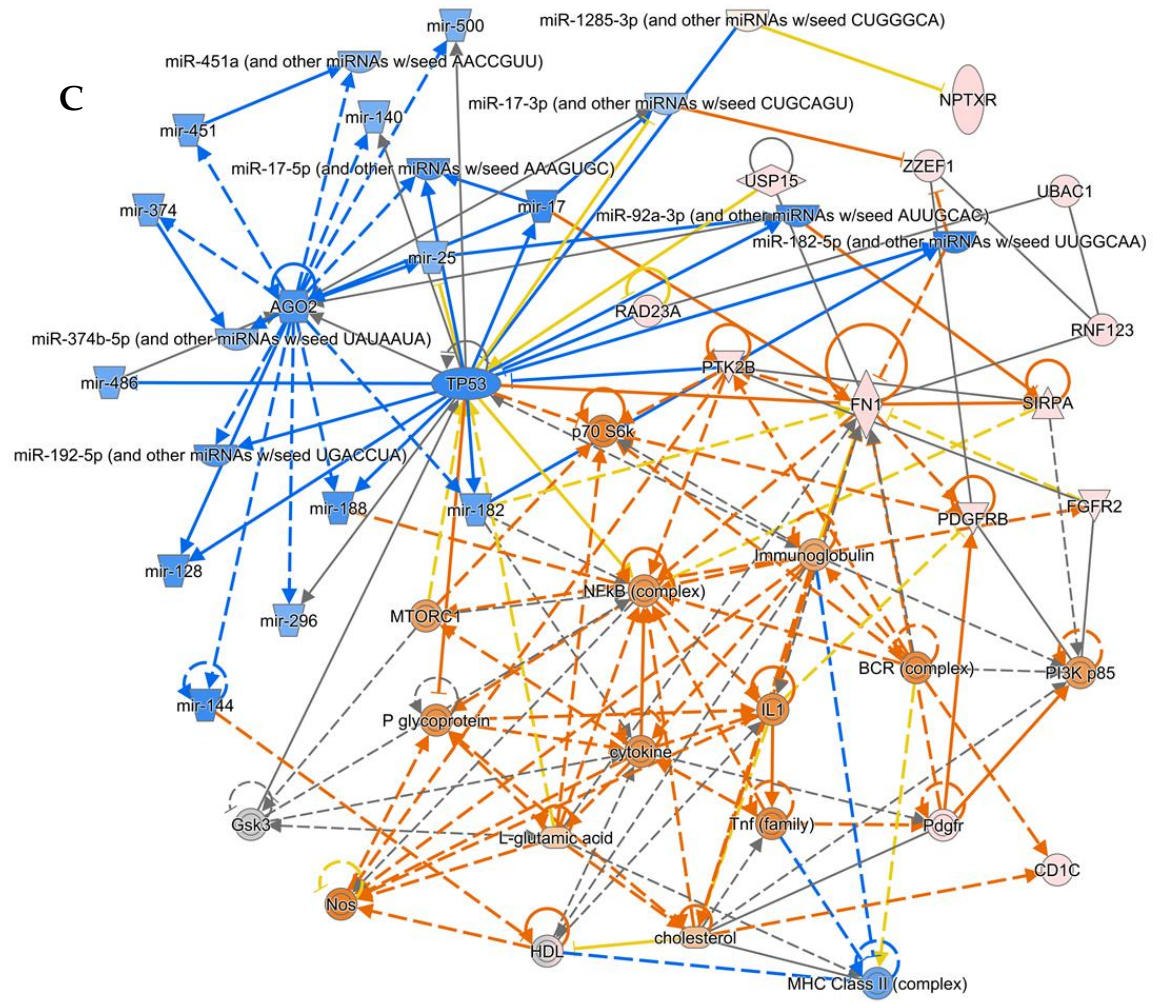 mir-500
miR-1285-3p (and other miRNAs w/seed CUGGGCA)
miR-451a (and other miRNAs w/seed AACCGUU)
C
miR-17-3p (and other miRNAs w/seed CUGCAGU)
NPTXR
mir-140
mir-451
miR-17-5p (and other miRNAs w/seed AAAGUGC)
ZZEF1
USP15
UBAC1
mir-374
mir-17
miR-92a-3p (and other miRNAs w/seed AUUGCAC)
miR-182-5p (and other miRNAs w/seed UUGGCAA)
mir-25
AGO2
RAD23A
RNF123
miR-374b-5p (and other miRNAs w/seed UAUAAUA)
PTK2B
mir-486
TP53
FN1
SIRPA
p70 S6k
miR-192-5p (and other miRNAs w/seed UGACCUA)
mir-188
mir-182
PDGFRB
FGFR2
Immunoglobulin
mir-128
NFkB (complex)
mir-296
MTORC1
BCR (complex)
PI3K p85
mir-144
P glycoprotein
IL1
cytokine
Gsk3
L-glutamic acid
Tnf (family)
Pdgfr
CD1C
Nos
HDL
cholesterol
MHC Class II (complex)